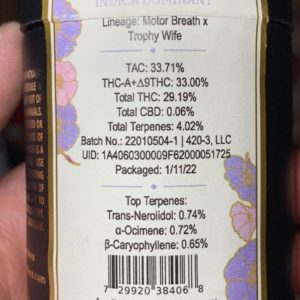 INDICA DOMINANT
Lineage: Motor Breath x
Trophy Wife
TAC: 33.71%
THC-A+Δ9THC: 33.00%
Total THC: 29.19%
Total CBD: 0.06%
Total Terpenes: 4.02%
Batch No.: 22010504-1 | 420-3, LLC
UID: 1A4060300009F62000051725
Packaged: 1/11/22
Top Terpenes:
Trans-Nerolidol: 0.74%
α-Ocimene: 0.72%
β-Caryophyllene: 0.65%
7 29920 38406 8